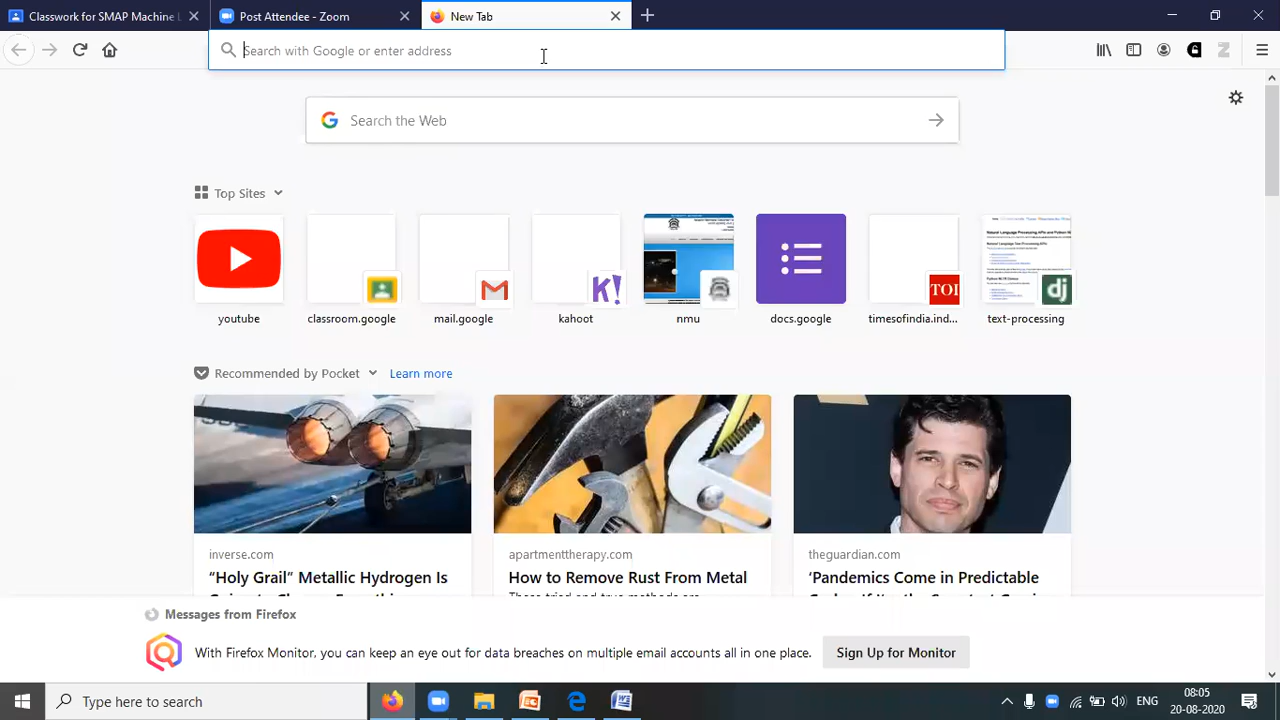 Classwork for SMAP Machine L
Post Attendee - Zoom
New Tab
Search with Google or enter address
Search the Web
Top Sites
TOI
dj
youtube
mail.google
kahoot
nmu
docs.google
timesofindia.ind...
text-processing
Recommended by Pocket
Learn more
inverse.com
apartmenttherapy.com
theguardian.com
“Holy Grail” Metallic Hydrogen Is
How to Remove Rust From Metal
‘Pandemics Come in Predictable
Messages from Firefox
With Firefox Monitor, you can keep an eye out for data breaches on multiple email accounts all in one place.
Sign Up for Monitor
Type here to search
ENG
08:05
20-08-2020